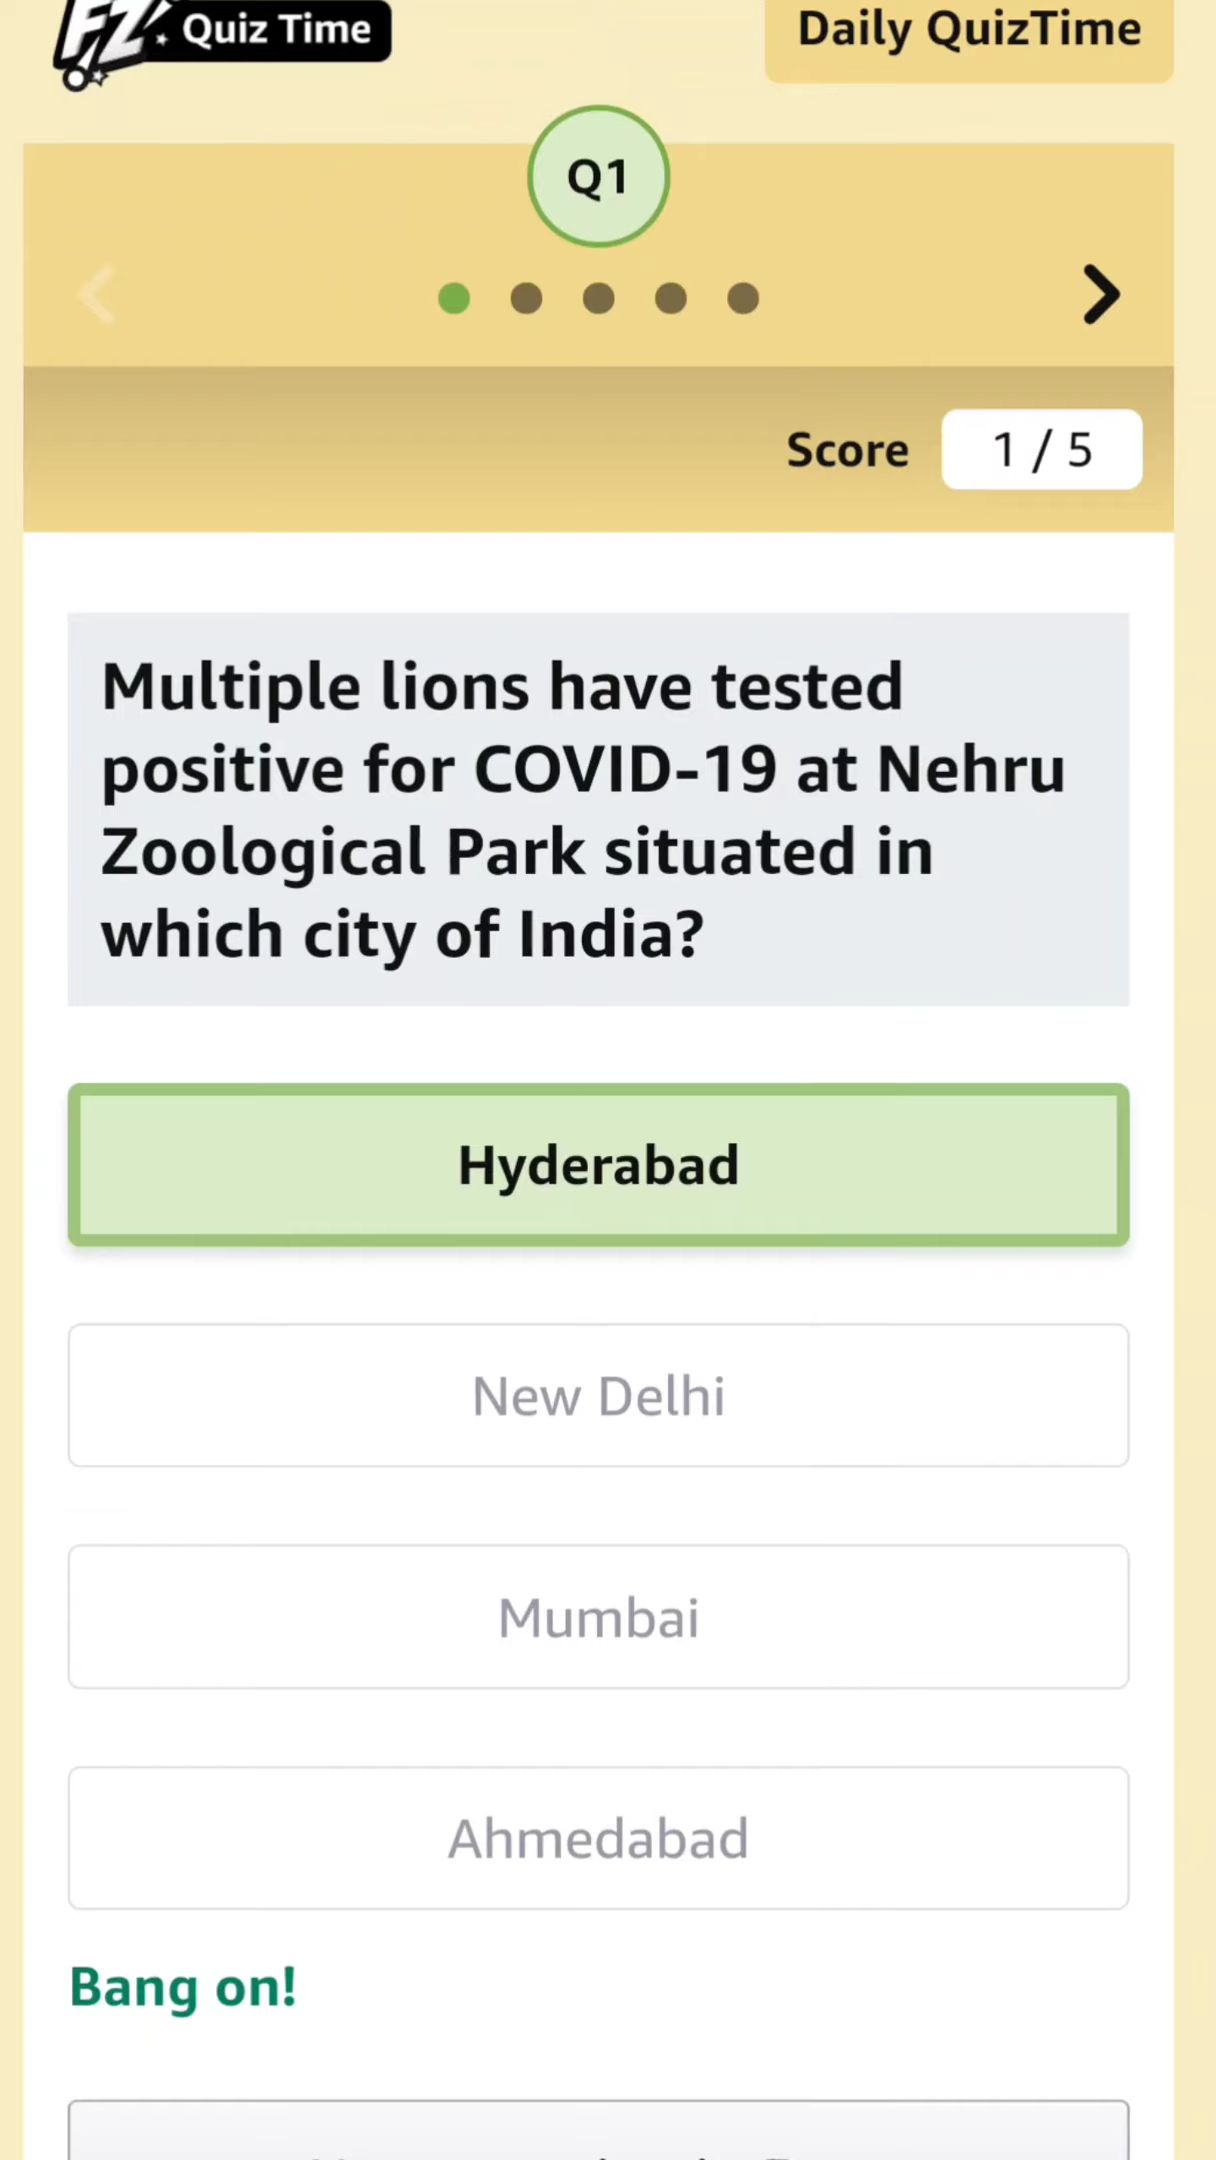 FZ Quiz Time
Daily QuizTime
Q1
Score 1 / 5
Multiple lions have tested
positive for COVID-19 at Nehru
Zoological Park situated in
which city of India?
Hyderabad
New Delhi
Mumbai
Ahmedabad
Bang on!